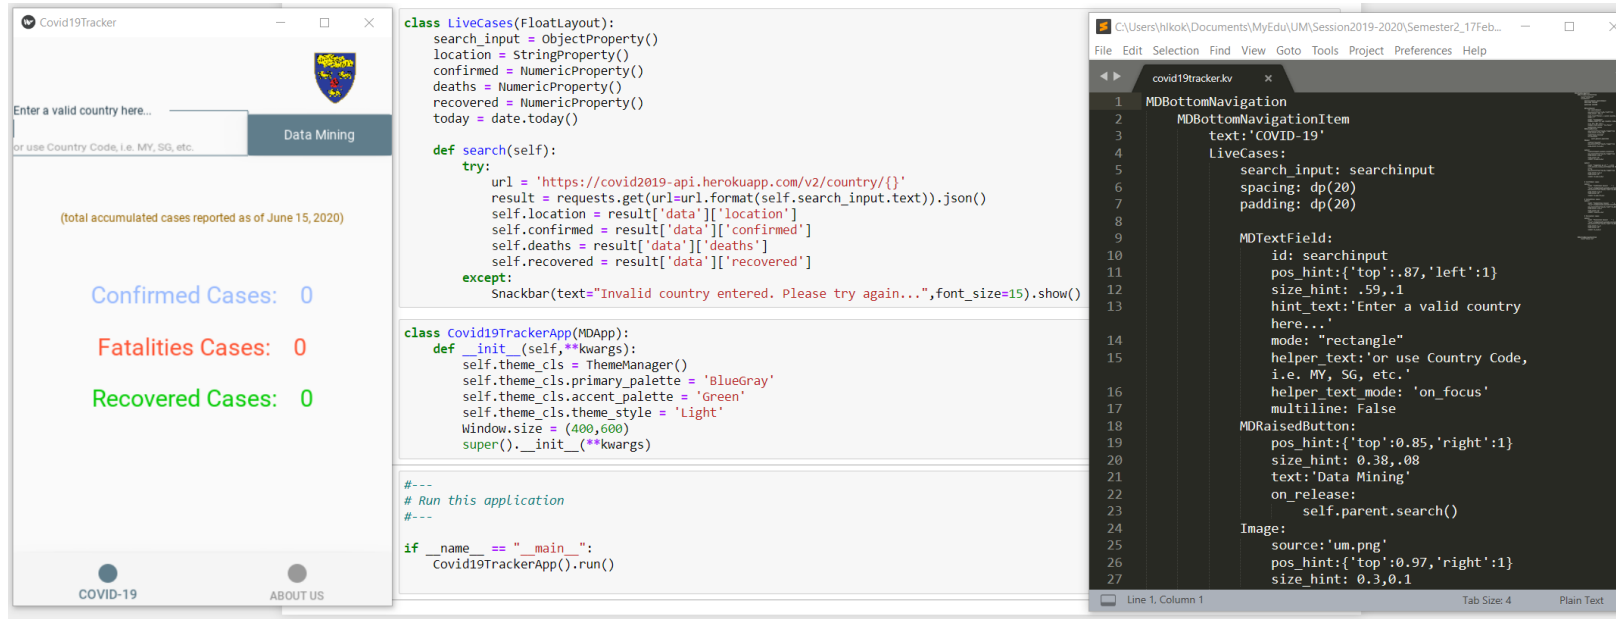 Covid19Tracker
Enter a valid country here...
or use Country Code, i.e. MY, SG, etc.
Data Mining
(total accumulated cases reported as of June 15, 2020)
Confirmed Cases: 0
Fatalities Cases: 0
Recovered Cases: 0
COVID-19
ABOUT US
class LiveCases(FloatLayout):
    search_input = ObjectProperty()
    location = StringProperty()
    confirmed = NumericProperty()
    deaths = NumericProperty()
    recovered = NumericProperty()
    today = date.today()
    def search(self):
        try:
            url = 'https://covid2019-api.herokuapp.com/v2/country/{}'
            result = requests.get(url=url.format(self.search_input.text)).json()
            self.location = result['data']['location']
            self.confirmed = result['data']['confirmed']
            self.deaths = result['data']['deaths']
            self.recovered = result['data']['recovered']
        except:
            Snackbar(text="Invalid country entered. Please try again...",font_size=15).show()
class Covid19TrackerApp(MDApp):
    def __init__(self,**kwargs):
        self.theme_cls = ThemeManager()
        self.theme_cls.primary_palette = 'BlueGray'
        self.theme_cls.accent_palette = 'Green'
        self.theme_cls.theme_style = 'Light'
        Window.size = (400,600)
        super().__init__(**kwargs)
#---
# Run this application
#---
if __name__ == "__main__":
    Covid19TrackerApp().run()
C:\Users\hlkok\Documents\MyEdu\UM\Session2019-2020\Semester2_17Feb...
File Edit Selection Find View Goto Tools Project Preferences Help
covid19tracker.kv
1 MDBottomNavigation
2     MDBottomNavigationItem
3         text:'COVID-19'
4         LiveCases:
5             search_input: searchinput
6             spacing: dp(20)
7             padding: dp(20)
8
9             MDTextField:
10                 id: searchinput
11                 pos_hint:{'top':.87,'left':1}
12                 size_hint: .59,.1
13                 hint_text:'Enter a valid country
here...'
14                 mode: "rectangle"
15                 helper_text:'or use Country Code,
i.e. MY, SG, etc.'
16                 helper_text_mode: 'on_focus'
17                 multiline: False
18             MDRaisedButton:
19                 pos_hint:{'top':0.85,'right':1}
20                 size_hint: 0.38,.08
21                 text:'Data Mining'
22                 on_release:
23                     self.parent.search()
24             Image:
25                 source:'um.png'
26                 pos_hint:{'top':0.97,'right':1}
27                 size_hint: 0.3,0.1
Line 1, Column 1
Tab Size: 4
Plain Text